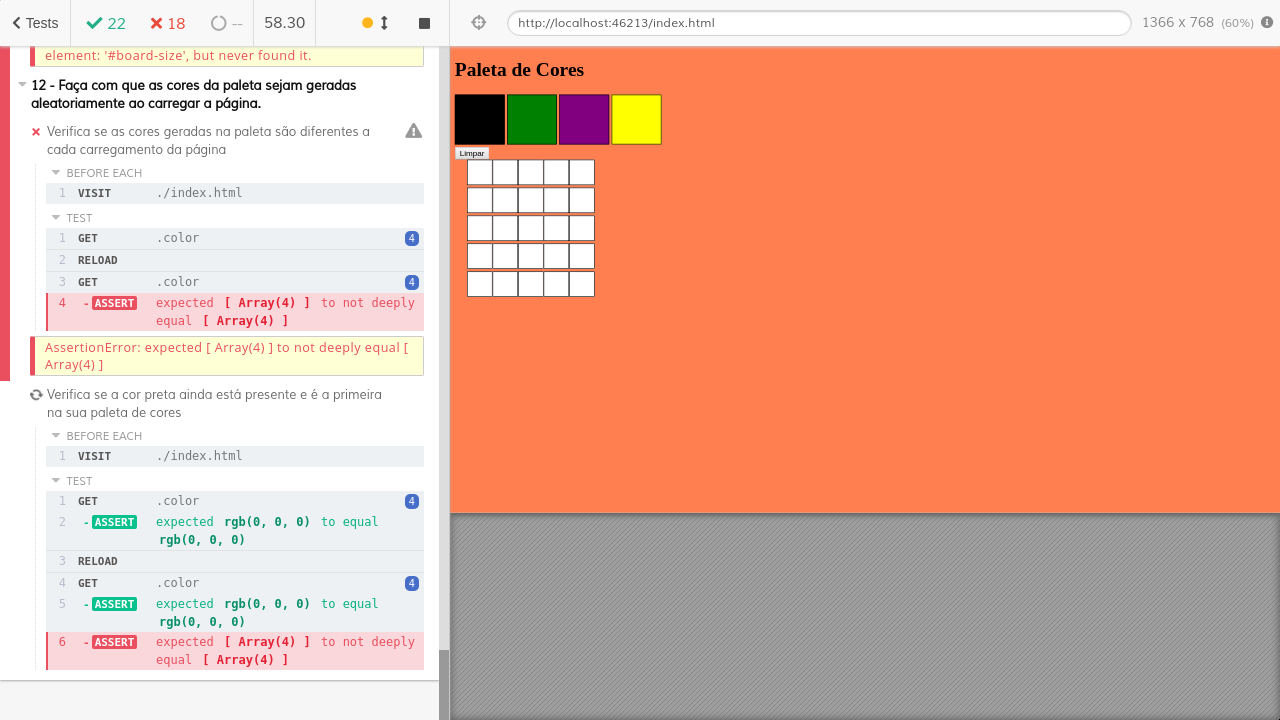 Tests
22
18
--
58.30
http://localhost:46213/index.html
1366 x 768 (60%)
element: '#board-size', but never found it.
12 - Faça com que as cores da paleta sejam geradas
aleatoriamente ao carregar a página.
Verifica se as cores geradas na paleta são diferentes a
cada carregamento da página
BEFORE EACH
1 VISIT ./index.html
TEST
1 GET .color 4
2 RELOAD
3 GET .color 4
4 -ASSERT expected [ Array(4) ] to not deeply
equal [ Array(4) ]
AssertionError: expected [ Array(4) ] to not deeply equal [
Array(4) ]
Verifica se a cor preta ainda está presente e é a primeira
na sua paleta de cores
BEFORE EACH
1 VISIT ./index.html
TEST
1 GET .color 4
2 -ASSERT expected rgb(0, 0, 0) to equal
rgb(0, 0, 0)
3 RELOAD
4 GET .color 4
5 -ASSERT expected rgb(0, 0, 0) to equal
rgb(0, 0, 0)
6 -ASSERT expected [ Array(4) ] to not deeply
equal [ Array(4) ]
Paleta de Cores
Limpar